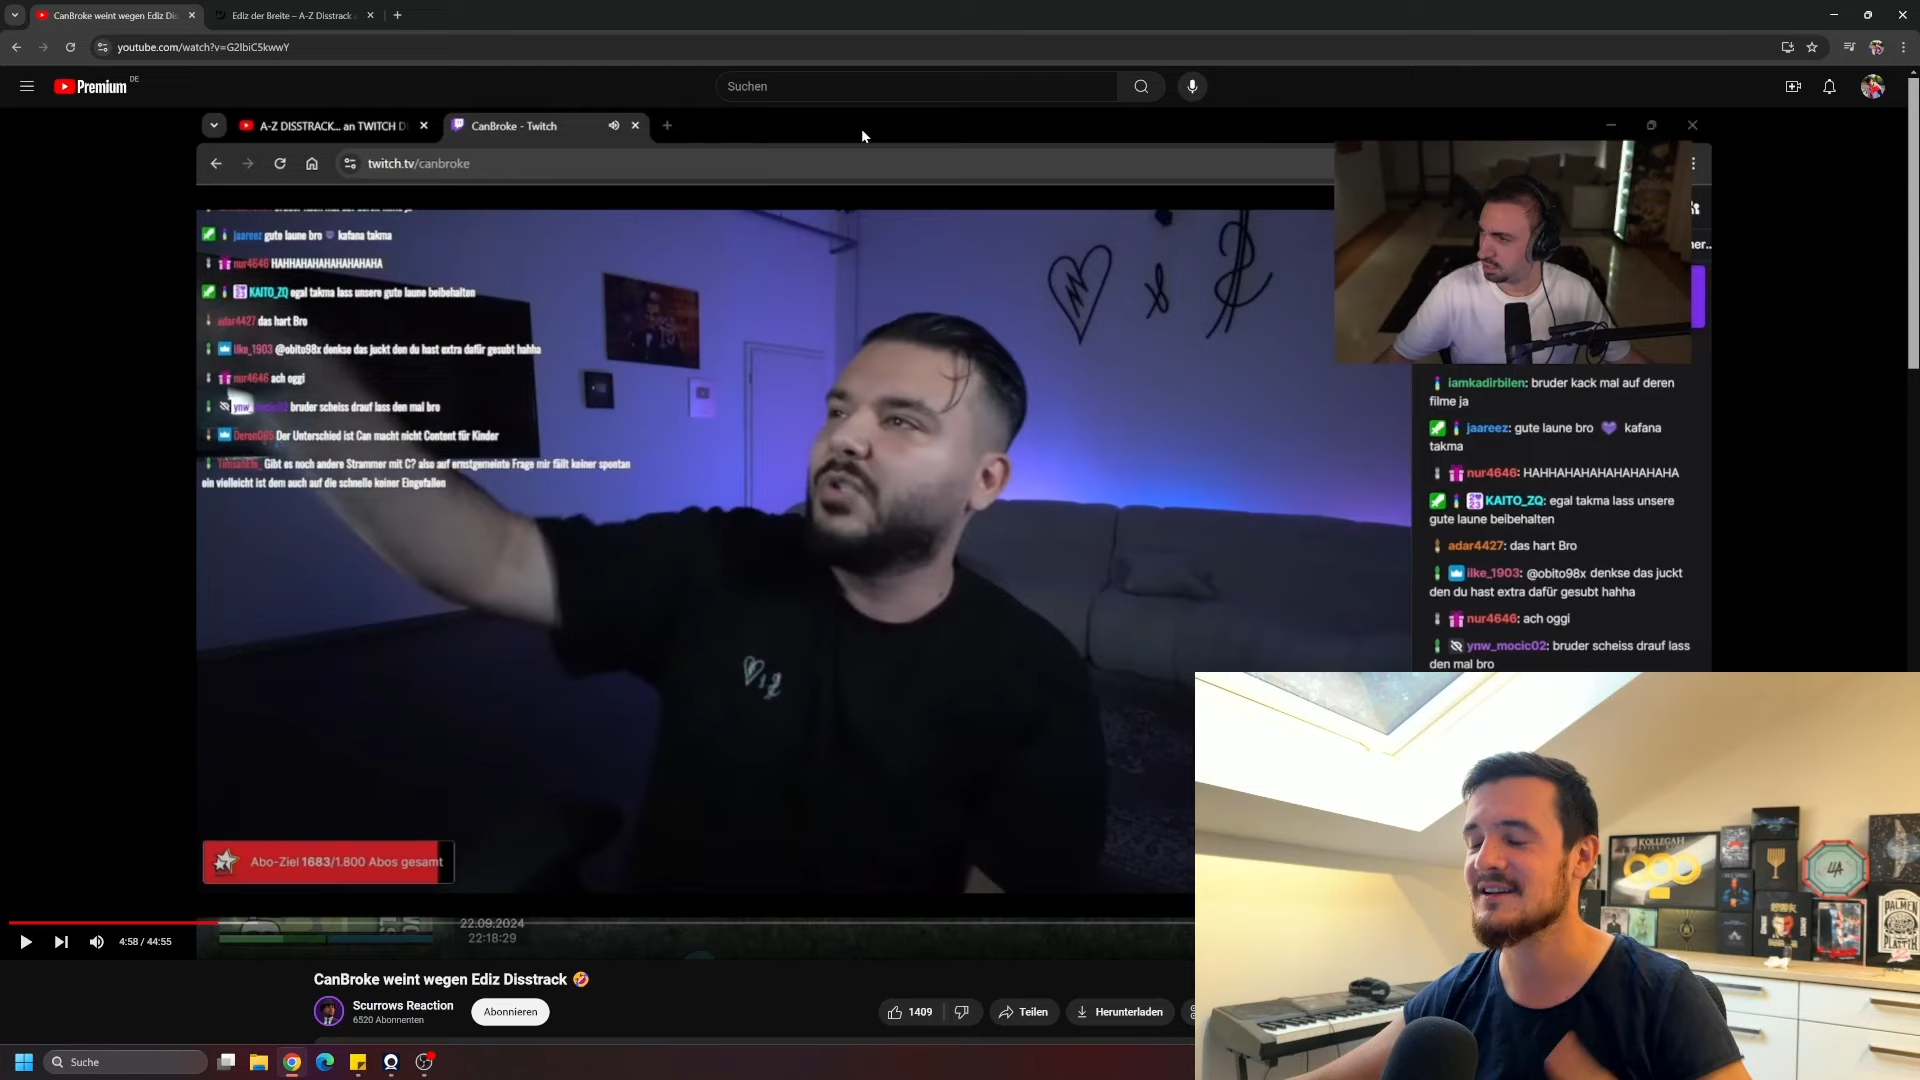 CanBroke weint wegen Ediz Dis
Ediz der Breite – A-Z Disstrack
youtube.com/watch?v=G2IbiC5kwwY
Premium DE
Suchen
A-Z DISSTRACK... an TWITCH D
CanBroke - Twitch
twitch.tv/canbroke
jaareez gute laune bro kafana takma
nur4646 HAHHAHAHAHAHAHAHAHA
KAITO_ZQ egal takma lass unsere gute laune beibehalten
adar4427 das hart Bro
ilke_1903 @obito98x denkse das juckt den du hast extra dafür gesubt hahha
nur4646 ach oggi
ynw_mocic02 bruder scheiss drauf lass den mal bro
Der Unterschied ist Can macht nicht Content für Kinder
Gibt es noch andere Strammer mit C? also auf ernstgemeinte Frage mir fällt keiner spontan
ein vielleicht ist dem auch auf die schnelle keiner Eingefallen
ner..
iamkadirbilen: bruder kack mal auf deren
filme ja
jaareez: gute laune bro kafana
takma
nur4646: HAHHAHAHAHAHAHAHAHA
KAITO_ZQ: egal takma lass unsere
gute laune beibehalten
adar4427: das hart Bro
ilke_1903: @obito98x denkse das juckt
den du hast extra dafür gesubt hahha
nur4646: ach oggi
ynw_mocic02: bruder scheiss drauf lass
den mal bro
Abo-Ziel 1683/1.800 Abos gesamt
22.09.2024
22:18:29
4:58 / 44:55
CanBroke weint wegen Ediz Disstrack 🤣
Scurrows Reaction
6520 Abonnenten
Abonnieren
1409
Teilen
Herunterladen
KOLLEGAH
PALMEN
PLASTIK
Suche